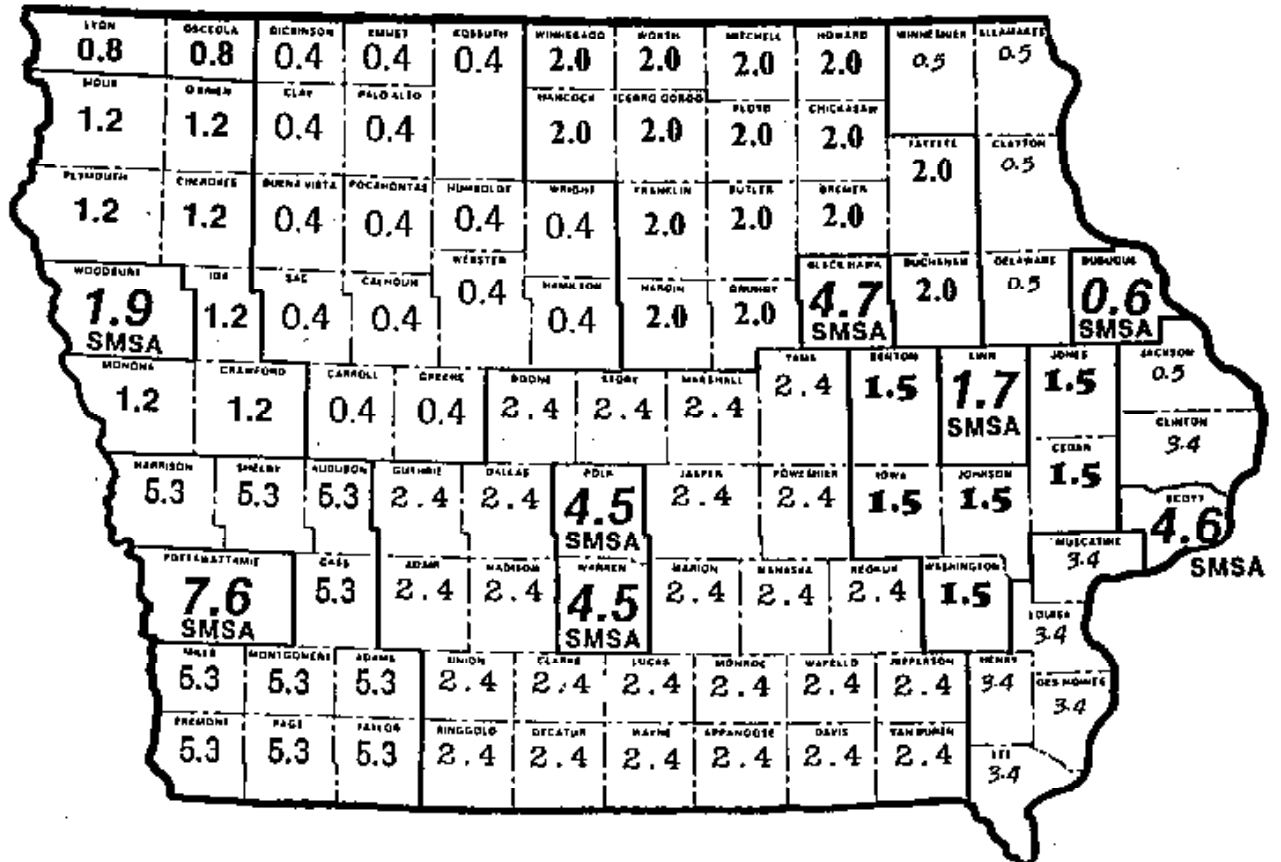 LYON OSCEOLA DICKINSON EMMET KOSSUTH WINNEBAGO WORTH MITCHELL HOWARD WINNESHIEK ALLAMAKEE
0.8 0.8 0.4 0.4 0.4 2.0 2.0 2.0 2.0 0.5 0.5
SIOUX O'BRIEN CLAY PALO ALTO HANCOCK CERRO GORDO FLOYD CHICKASAW
1.2 1.2 0.4 0.4 2.0 2.0 2.0 2.0
FAYETTE CLAYTON
2.0 0.5
PLYMOUTH CHEROKEE BUENA VISTA POCAHONTAS HUMBOLDT WRIGHT FRANKLIN BUTLER BREMER
1.2 1.2 0.4 0.4 0.4 0.4 2.0 2.0 2.0
WOODBURY IDA SAC CALHOUN WEBSTER HAMILTON HARDIN GRUNDY BLACK HAWK BUCHANAN DELAWARE DUBUQUE
1.9 1.2 0.4 0.4 0.4 0.4 2.0 2.0 4.7 2.0 0.5 0.6
SMSA SMSA SMSA
MONONA CRAWFORD CARROLL GREENE BOONE STORY MARSHALL TAMA BENTON LINN JONES JACKSON
1.2 1.2 0.4 0.4 2.4 2.4 2.4 2.4 1.5 1.7 1.5 0.5
SMSA
CLINTON
3.4
HARRISON SHELBY AUDUBON GUTHRIE DALLAS POLK JASPER POWESHIEK IOWA JOHNSON CEDAR SCOTT
5.3 5.3 5.3 2.4 2.4 4.5 2.4 2.4 1.5 1.5 1.5 4.6
SMSA SMSA
POTTAWATTAMIE CASS ADAIR MADISON WARREN MARION MAHASKA KEOKUK WASHINGTON MUSCATINE
7.6 5.3 2.4 2.4 4.5 2.4 2.4 2.4 1.5 3.4
SMSA SMSA
LOUISA
3.4
MILLS MONTGOMERY ADAMS UNION CLARKE LUCAS MONROE WAPELLO JEFFERSON HENRY DES MOINES
5.3 5.3 5.3 2.4 2.4 2.4 2.4 2.4 2.4 3.4 3.4
FREMONT PAGE TAYLOR RINGGOLD DECATUR WAYNE APPANOOSE DAVIS VAN BUREN LEE
5.3 5.3 5.3 2.4 2.4 2.4 2.4 2.4 2.4 3.4